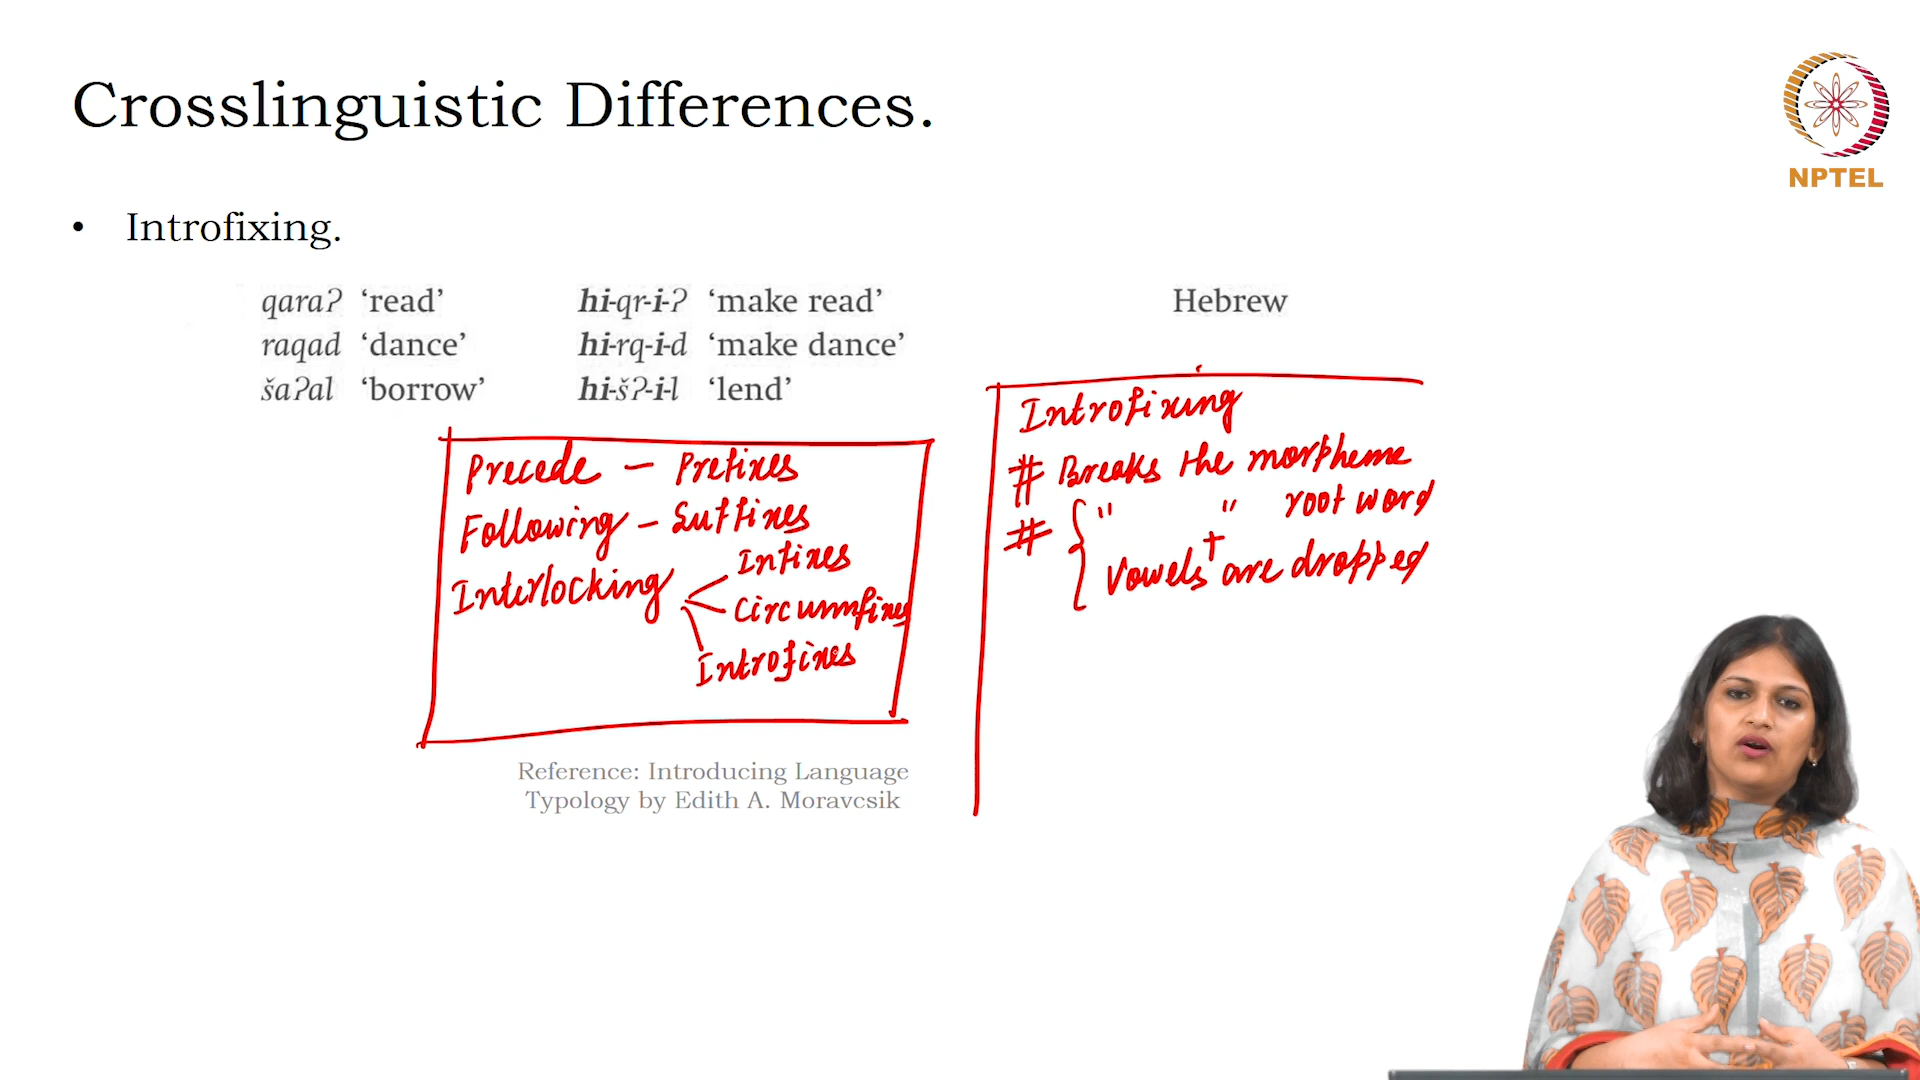 Crosslinguistic Differences.
NPTEL
• Introfixing.
qaraʔ ‘read’ hi-qr-i-ʔ ‘make read’ Hebrew
raqad ‘dance’ hi-rq-i-d ‘make dance’
šaʔal ‘borrow’ hi-šʔ-i-l ‘lend’
Precede – Prefixes
Following – Suffixes
Interlocking
Infixes
Circumfixes
Introfixes
Introfixing
# Breaks the morpheme
# { " " root word
+
Vowels are dropped
Reference: Introducing Language
Typology by Edith A. Moravcsik